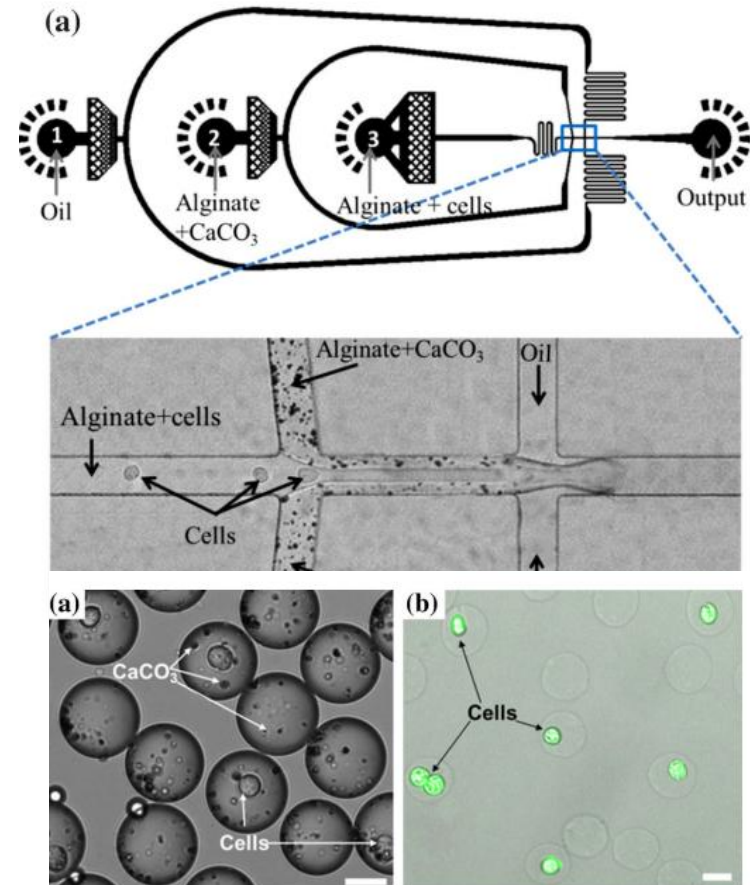 (a)
1
2
3
Oil
Alginate
+CaCO₃
Alginate + cells
Output
Alginate+CaCO₃
Oil
Alginate+cells
Cells
(a)
CaCO₃
Cells
(b)
Cells